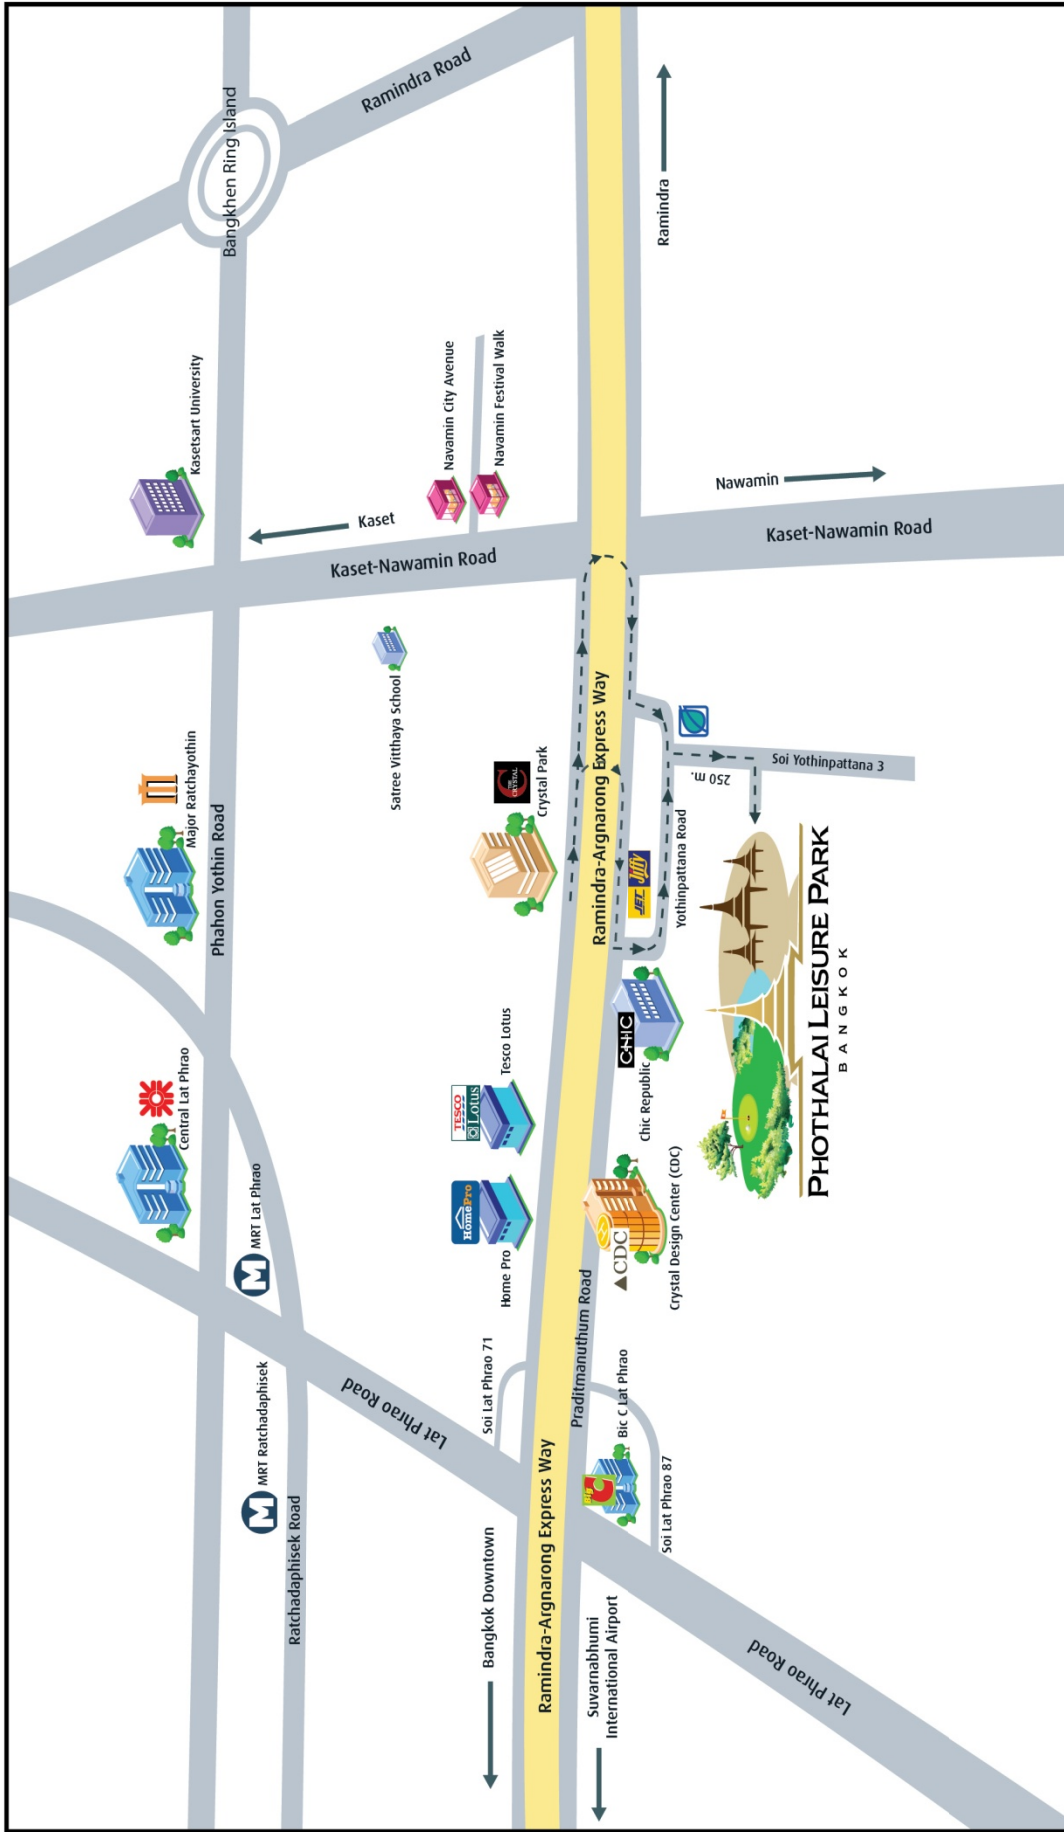 Bangkhen Ring Island
Ramindra Road
Kasetsart University
Kaset
Navamin City Avenue
Navamin Festival Walk
Ramindra
Nawamin
Kaset-Nawamin Road
Kaset-Nawamin Road
Satree Vitthaya School
Major Ratchayothin
Phahon Yothin Road
THE
CRYSTAL
Crystal Park
Ramindra-Argnarong Express Way
JET
Jiffy
Yothinpattana Road
250 m.
Soi Yothinpattana 3
PHOTHALAI LEISURE PARK
BANGKOK
Central Lat Phrao
MRT Lat Phrao
TESCO
Lotus
Tesco Lotus
HomePro
Home Pro
CHIC
Chic Republic
CDC
Crystal Design Center (CDC)
Praditmanuthum Road
Soi Lat Phrao 71
Lat Phrao Road
MRT Ratchadaphisek
Ratchadaphisek Road
Big C
Bic C Lat Phrao
Soi Lat Phrao 87
Ramindra-Argnarong Express Way
Bangkok Downtown
Suvarnabhumi
International Airport
Lat Phrao Road